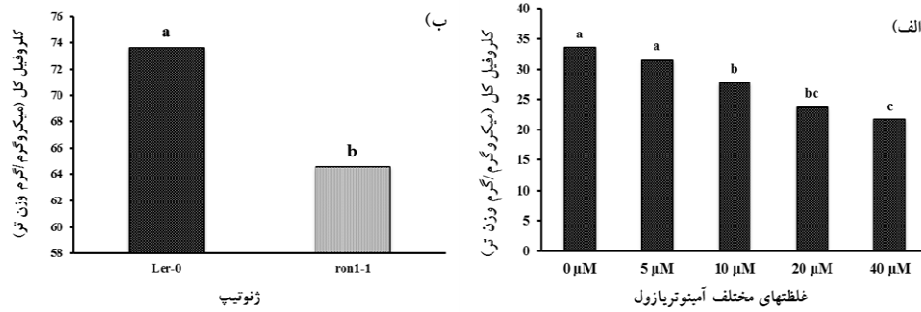 الف)
کلروفیل کل (میکروگرم/گرم وزن تر)
40
35
30
25
20
15
10
5
0
a
a
b
bc
c
0 µM
5 µM
10 µM
20 µM
40 µM
غلظتهای مختلف آمینوتریازول
ب)
کلروفیل کل (میکروگرم/گرم وزن تر)
76
74
72
70
68
66
64
62
60
58
a
b
Ler-0
ron1-1
ژنوتیپ